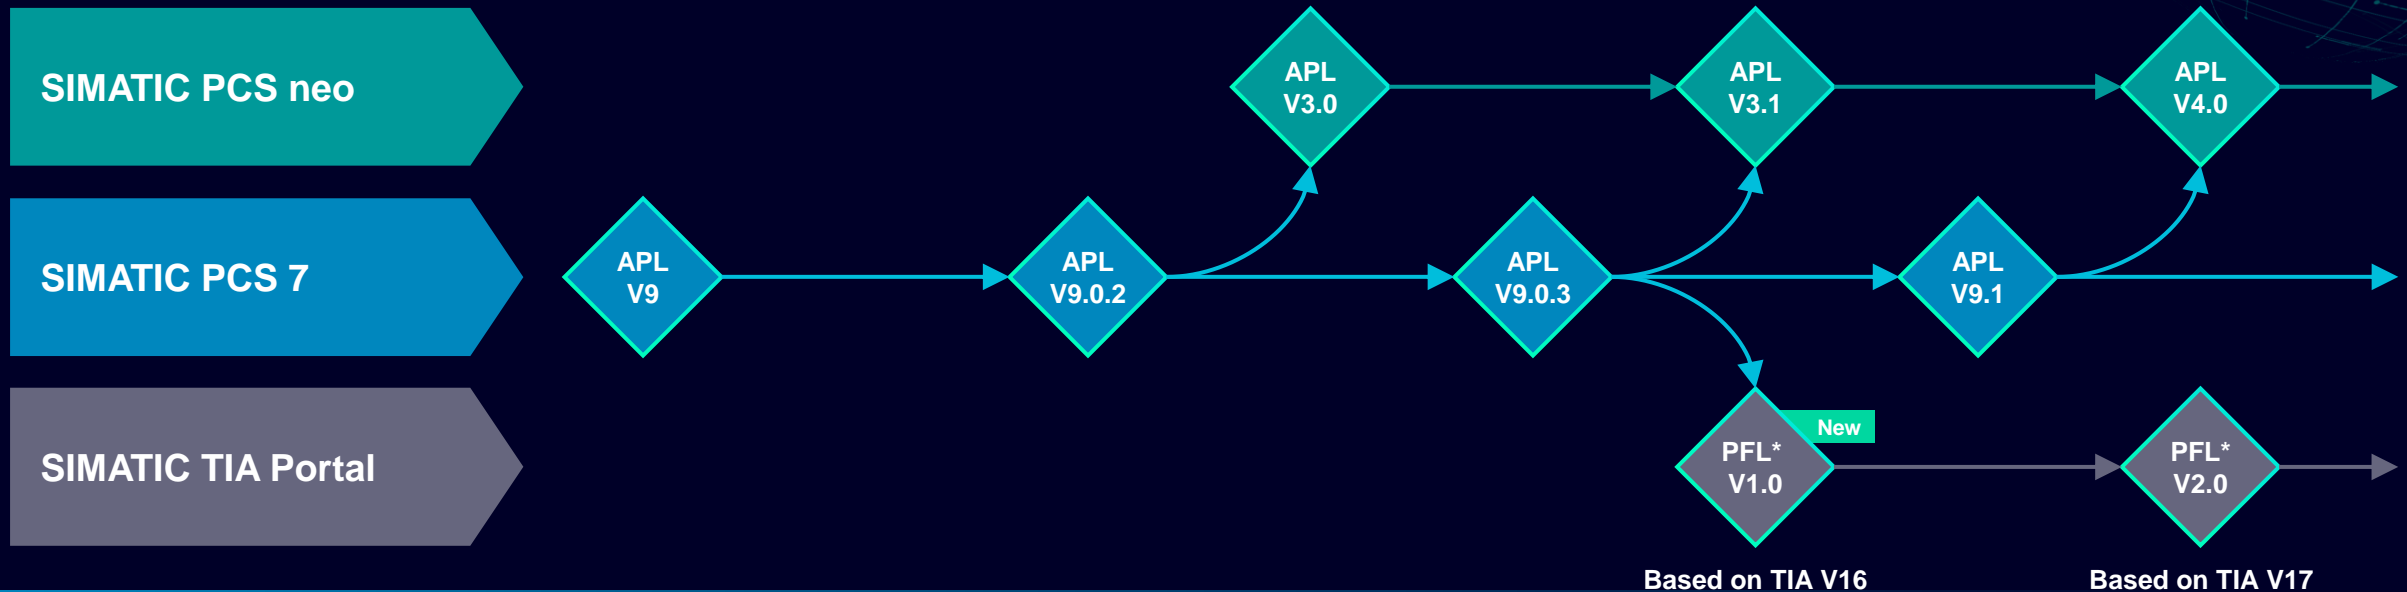 SIMATIC PCS neo
APL
V3.0
APL
V3.1
APL
V4.0
SIMATIC PCS 7
APL
V9
APL
V9.0.2
APL
V9.0.3
APL
V9.1
SIMATIC TIA Portal
New
PFL*
V1.0
PFL*
V2.0
Based on TIA V16
Based on TIA V17